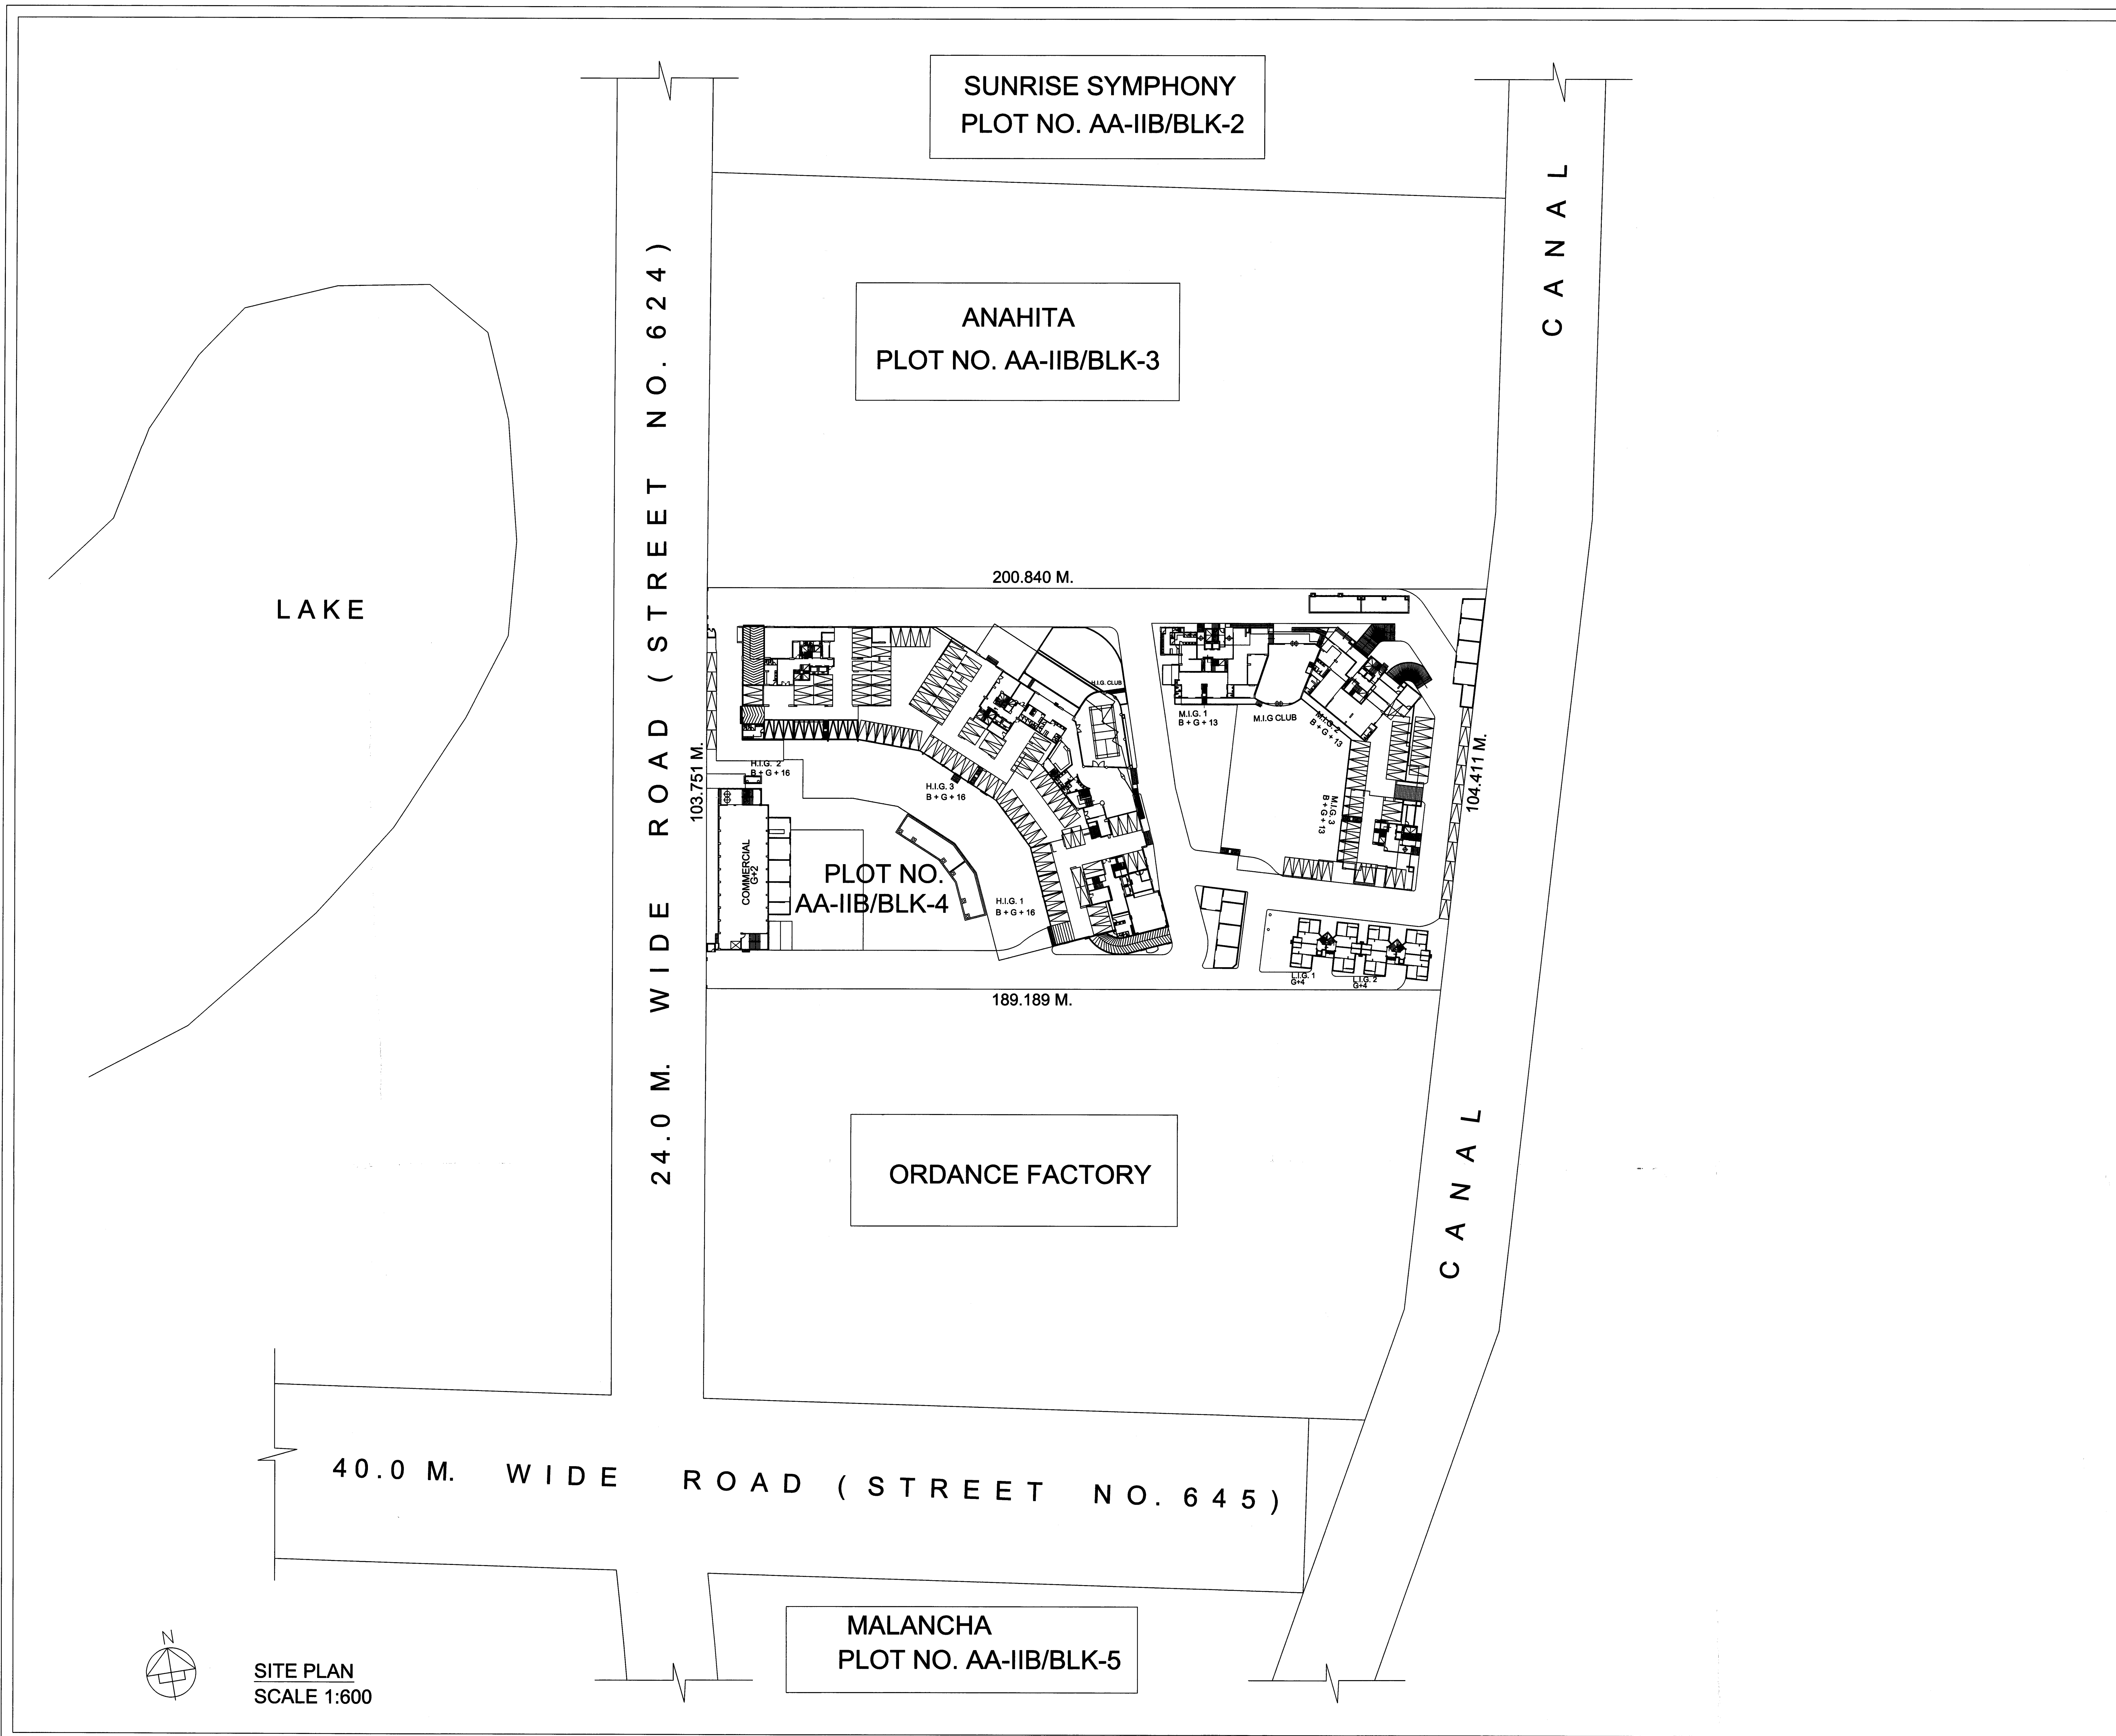 SUNRISE SYMPHONY
PLOT NO. AA-IIB/BLK-2
CANAL
24.0 M. WIDE ROAD (STREET NO. 624)
ANAHITA
PLOT NO. AA-IIB/BLK-3
LAKE
200.840 M.
H.I.G. CLUB
M.I.G. 1
B + G + 13
M.I.G CLUB
M.I.G. 2
B + G + 13
103.751 M.
104.411 M.
H.I.G. 2
B + G + 16
H.I.G. 3
B + G + 16
M.I.G. 3
B + G + 13
COMMERCIAL
G+2
PLOT NO.
AA-IIB/BLK-4
H.I.G. 1
B + G + 16
L.I.G. 1
G+4
L.I.G. 2
G+4
189.189 M.
ORDANCE FACTORY
CANAL
40.0 M. WIDE ROAD (STREET NO. 645)
MALANCHA
PLOT NO. AA-IIB/BLK-5
N
SITE PLAN
SCALE 1:600